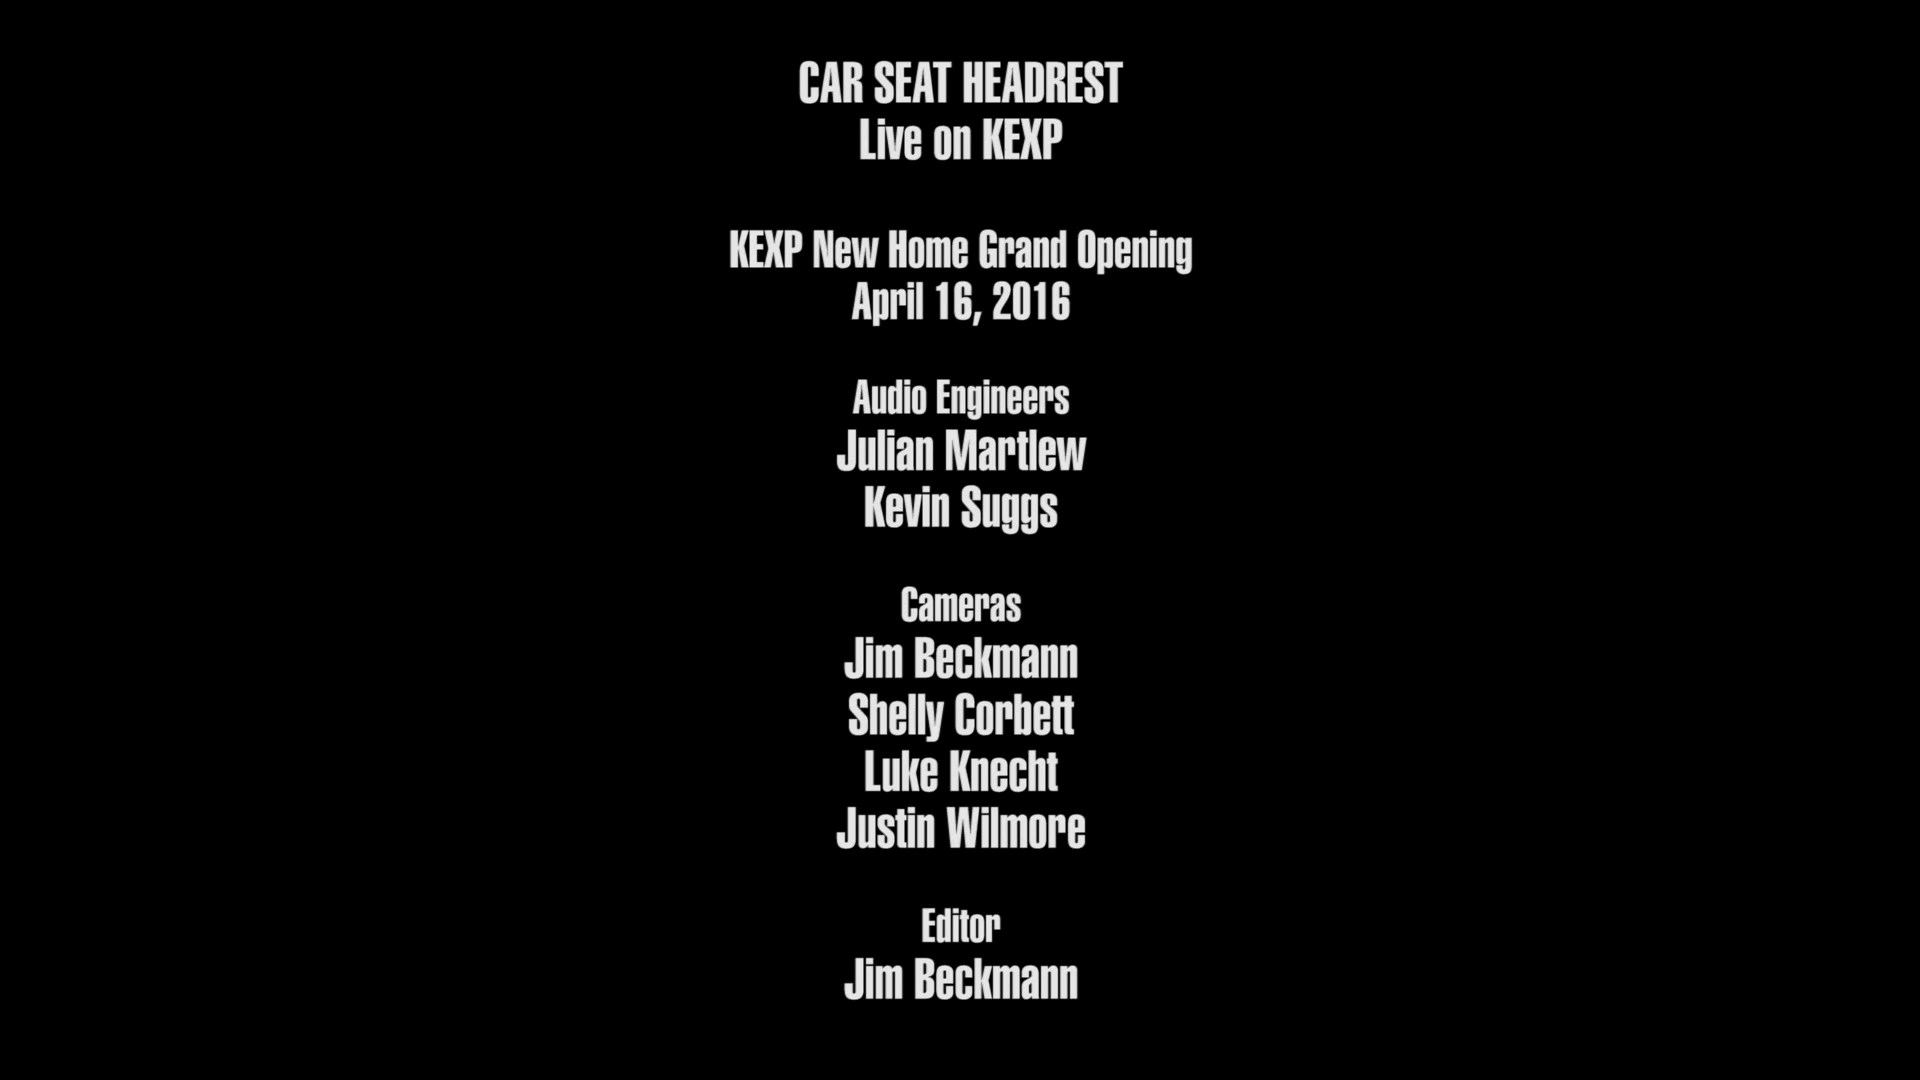 CAR SEAT HEADREST
Live on KEXP
KEXP New Home Grand Opening
April 16, 2016
Audio Engineers
Julian Martlew
Kevin Suggs
Cameras
Jim Beckmann
Shelly Corbett
Luke Knecht
Justin Wilmore
Editor
Jim Beckmann